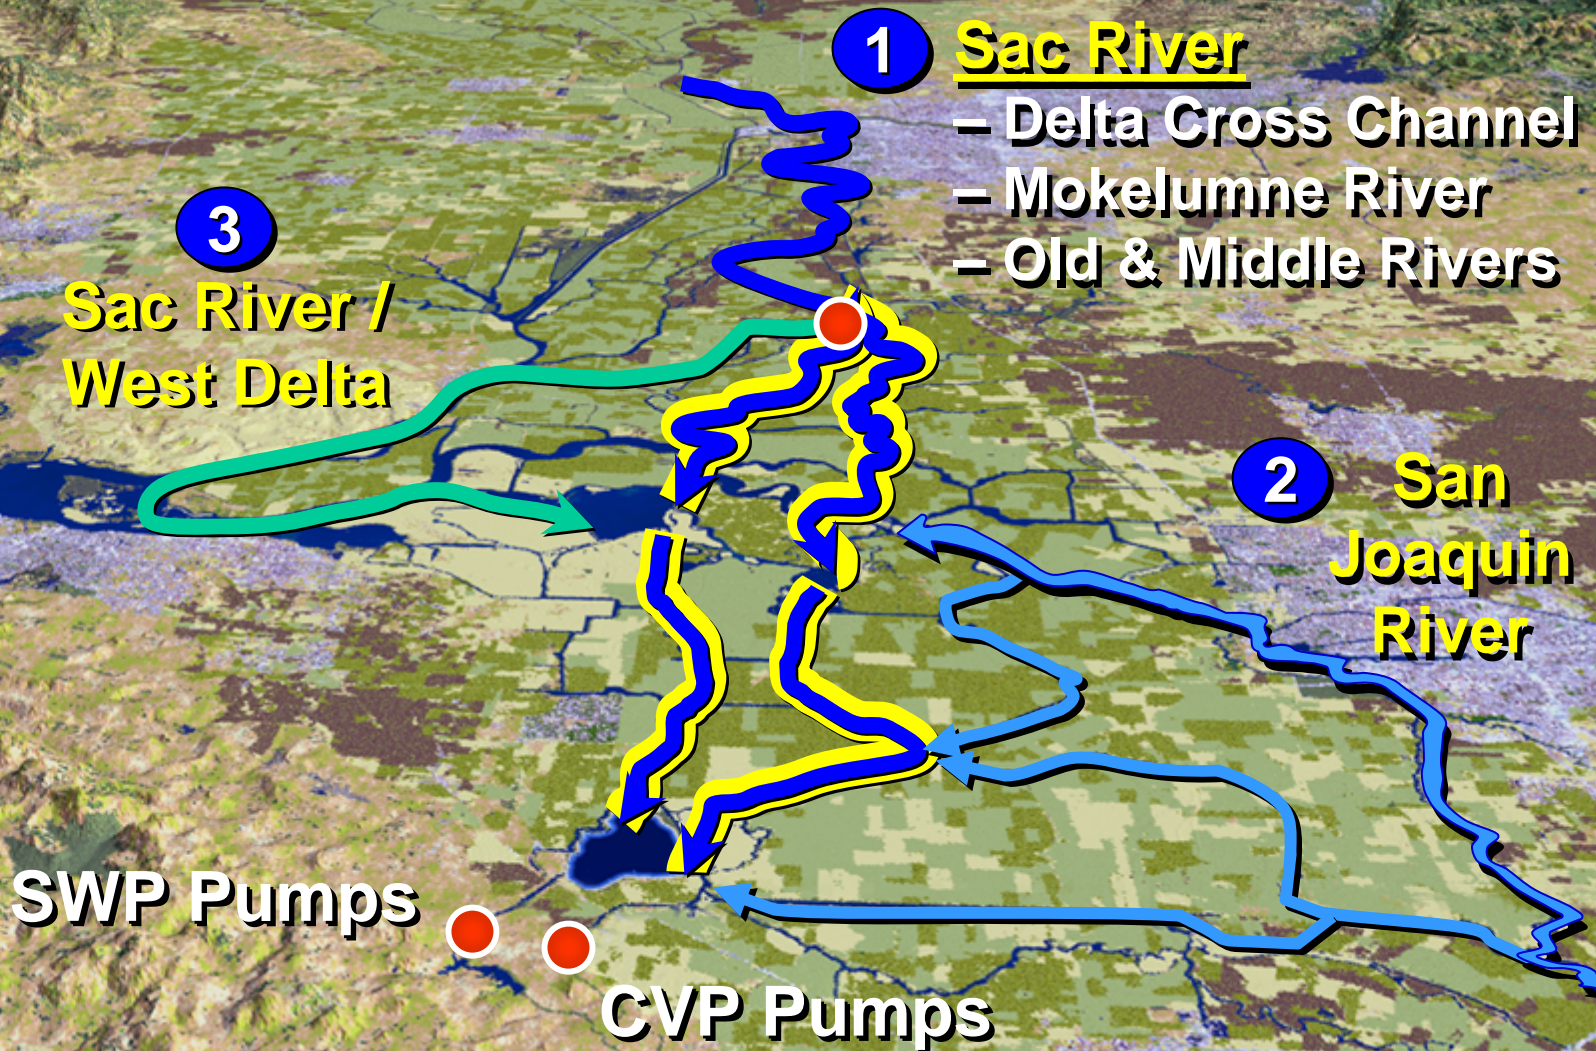 1
Sac River
– Delta Cross Channel
– Mokelumne River
– Old & Middle Rivers
3
Sac River /
West Delta
2
San
Joaquin
River
SWP Pumps
CVP Pumps